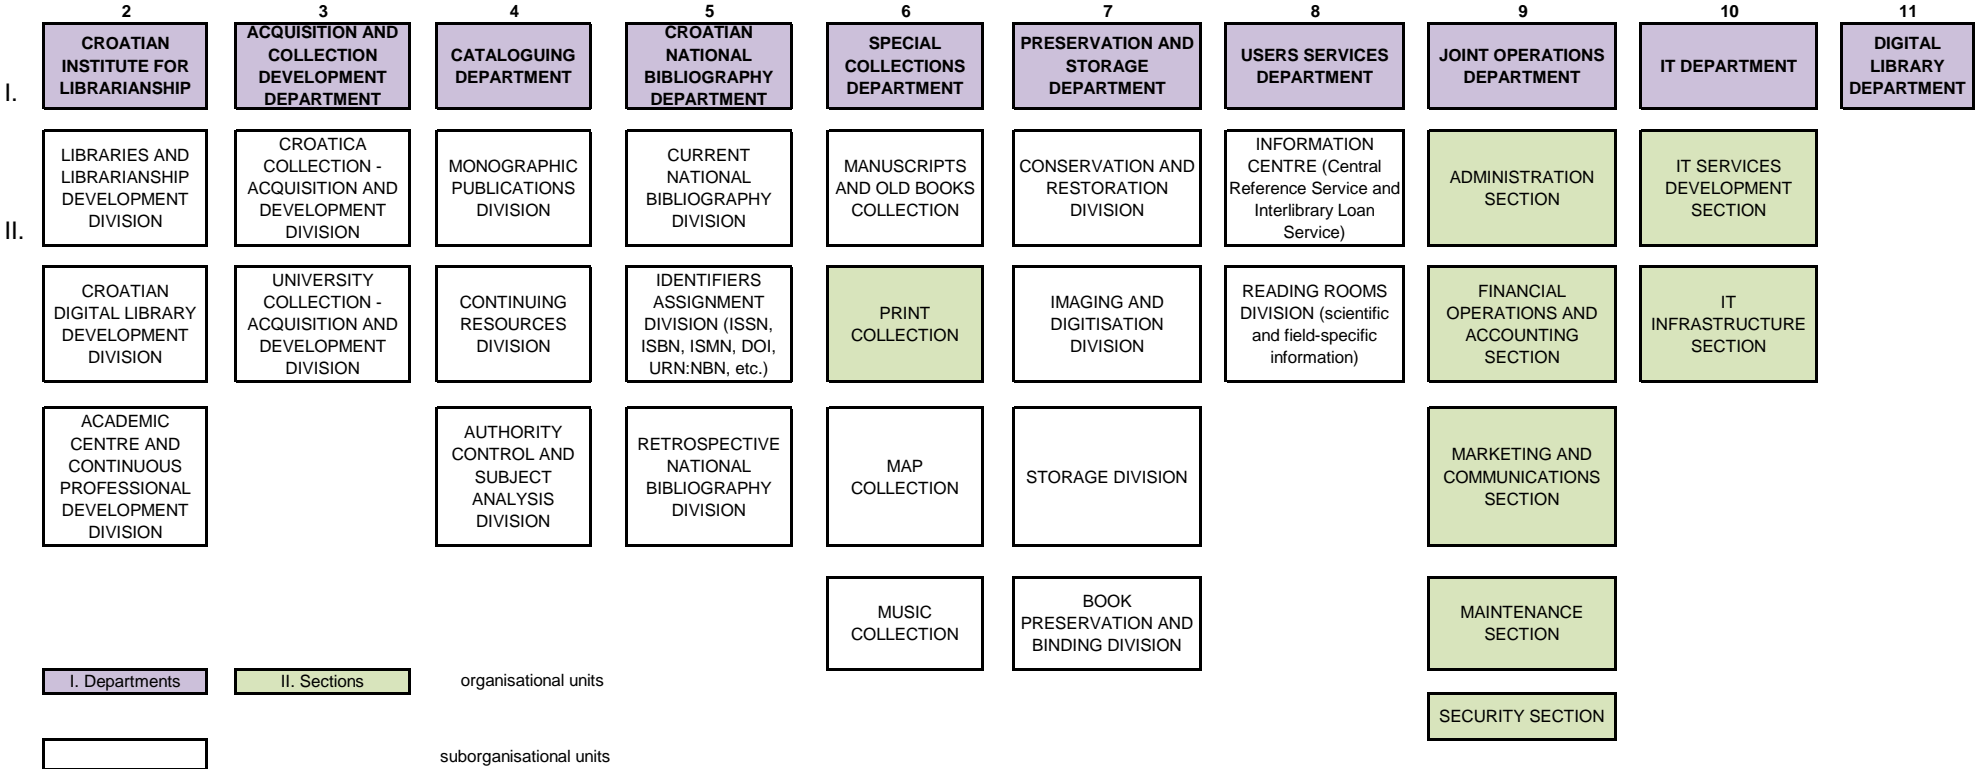 2 3 4 5 6 7 8 9 10 11
I.
CROATIAN
INSTITUTE FOR
LIBRARIANSHIP
ACQUISITION AND
COLLECTION
DEVELOPMENT
DEPARTMENT
CATALOGUING
DEPARTMENT
CROATIAN
NATIONAL
BIBLIOGRAPHY
DEPARTMENT
SPECIAL
COLLECTIONS
DEPARTMENT
PRESERVATION AND
STORAGE
DEPARTMENT
USERS SERVICES
DEPARTMENT
JOINT OPERATIONS
DEPARTMENT
IT DEPARTMENT
DIGITAL
LIBRARY
DEPARTMENT
II.
LIBRARIES AND
LIBRARIANSHIP
DEVELOPMENT
DIVISION
CROATICA
COLLECTION -
ACQUISITION AND
DEVELOPMENT
DIVISION
MONOGRAPHIC
PUBLICATIONS
DIVISION
CURRENT
NATIONAL
BIBLIOGRAPHY
DIVISION
MANUSCRIPTS
AND OLD BOOKS
COLLECTION
CONSERVATION AND
RESTORATION
DIVISION
INFORMATION
CENTRE (Central
Reference Service and
Interlibrary Loan
Service)
ADMINISTRATION
SECTION
IT SERVICES
DEVELOPMENT
SECTION
CROATIAN
DIGITAL LIBRARY
DEVELOPMENT
DIVISION
UNIVERSITY
COLLECTION -
ACQUISITION AND
DEVELOPMENT
DIVISION
CONTINUING
RESOURCES
DIVISION
IDENTIFIERS
ASSIGNMENT
DIVISION (ISSN,
ISBN, ISMN, DOI,
URN:NBN, etc.)
PRINT
COLLECTION
IMAGING AND
DIGITISATION
DIVISION
READING ROOMS
DIVISION (scientific
and field-specific
information)
FINANCIAL
OPERATIONS AND
ACCOUNTING
SECTION
IT
INFRASTRUCTURE
SECTION
ACADEMIC
CENTRE AND
CONTINUOUS
PROFESSIONAL
DEVELOPMENT
DIVISION
AUTHORITY
CONTROL AND
SUBJECT
ANALYSIS
DIVISION
RETROSPECTIVE
NATIONAL
BIBLIOGRAPHY
DIVISION
MAP
COLLECTION
STORAGE DIVISION
MARKETING AND
COMMUNICATIONS
SECTION
MUSIC
COLLECTION
BOOK
PRESERVATION AND
BINDING DIVISION
MAINTENANCE
SECTION
I. Departments
II. Sections
organisational units
SECURITY SECTION
suborganisational units